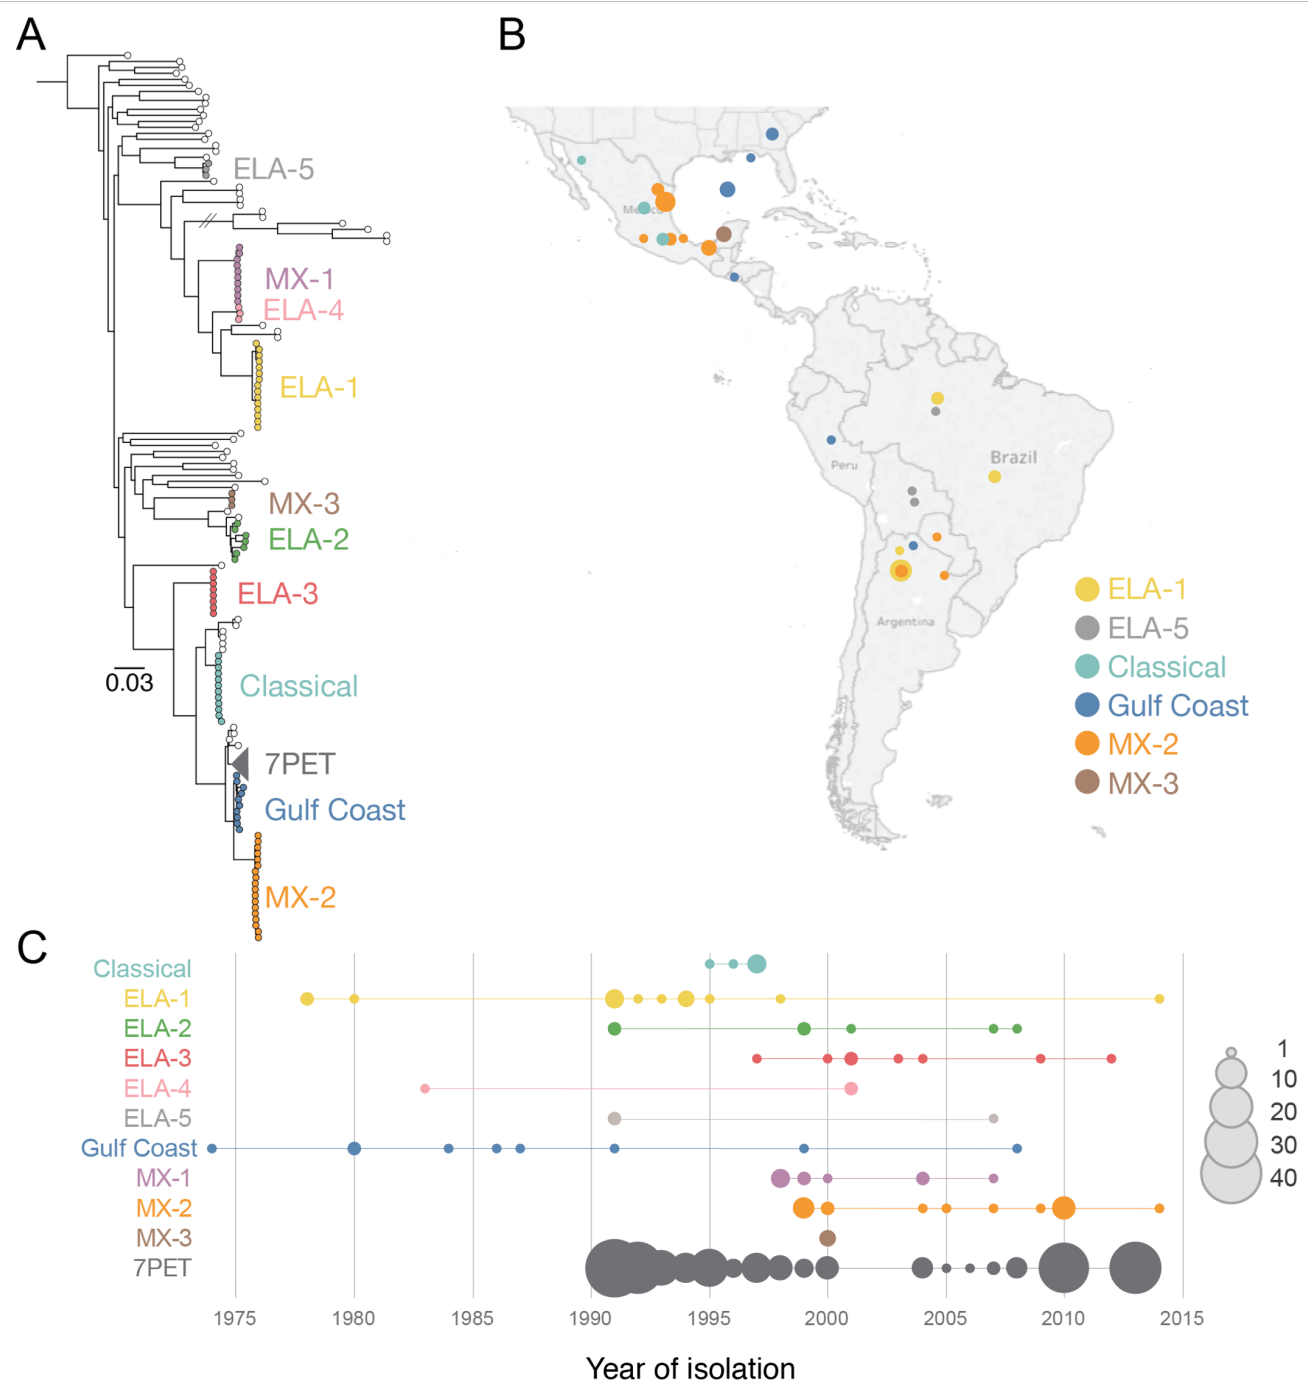 A
B
ELA-5
MX-1
ELA-4
ELA-1
MX-3
ELA-2
ELA-3
0.03
Classical
7PET
Gulf Coast
MX-2
Mexico
Peru
Brazil
Argentina
ELA-1
ELA-5
Classical
Gulf Coast
MX-2
MX-3
C
Classical
ELA-1
ELA-2
ELA-3
ELA-4
ELA-5
Gulf Coast
MX-1
MX-2
MX-3
7PET
1
10
20
30
40
1975 1980 1985 1990 1995 2000 2005 2010 2015
Year of isolation